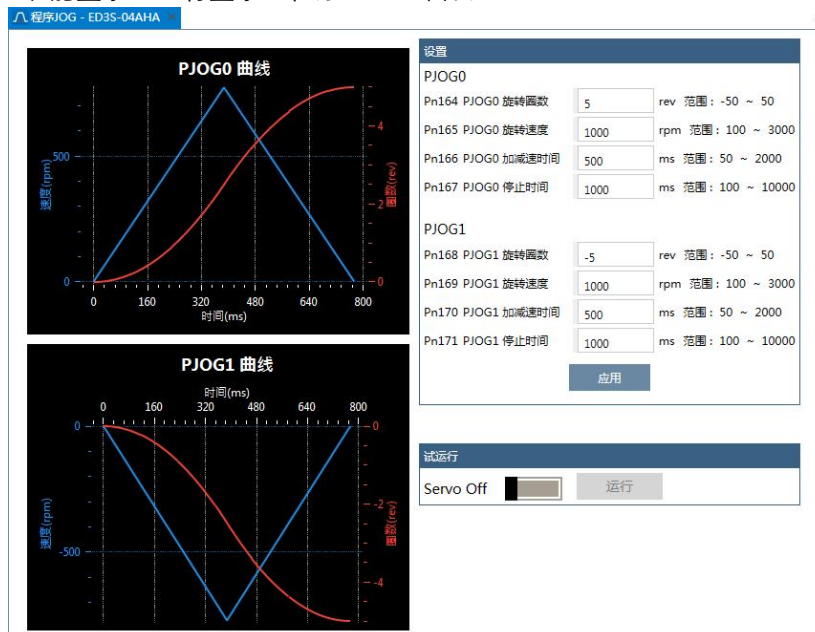 程序JOG - ED3S-04AHA
PJOG0 曲线
速度(rpm)
500
0
4
2
0
圈数(rev)
0 160 320 480 640 800
时间(ms)
PJOG1 曲线
时间(ms)
0 160 320 480 640 800
速度(rpm)
0
-500
0
-2
-4
圈数(rev)
设置
PJOG0
Pn164 PJOG0 旋转圈数 5 rev 范围: -50 ~ 50
Pn165 PJOG0 旋转速度 1000 rpm 范围: 100 ~ 3000
Pn166 PJOG0 加减速时间 500 ms 范围: 50 ~ 2000
Pn167 PJOG0 停止时间 1000 ms 范围: 100 ~ 10000
PJOG1
Pn168 PJOG1 旋转圈数 -5 rev 范围: -50 ~ 50
Pn169 PJOG1 旋转速度 1000 rpm 范围: 100 ~ 3000
Pn170 PJOG1 加减速时间 500 ms 范围: 50 ~ 2000
Pn171 PJOG1 停止时间 1000 ms 范围: 100 ~ 10000
应用
试运行
Servo Off 运行